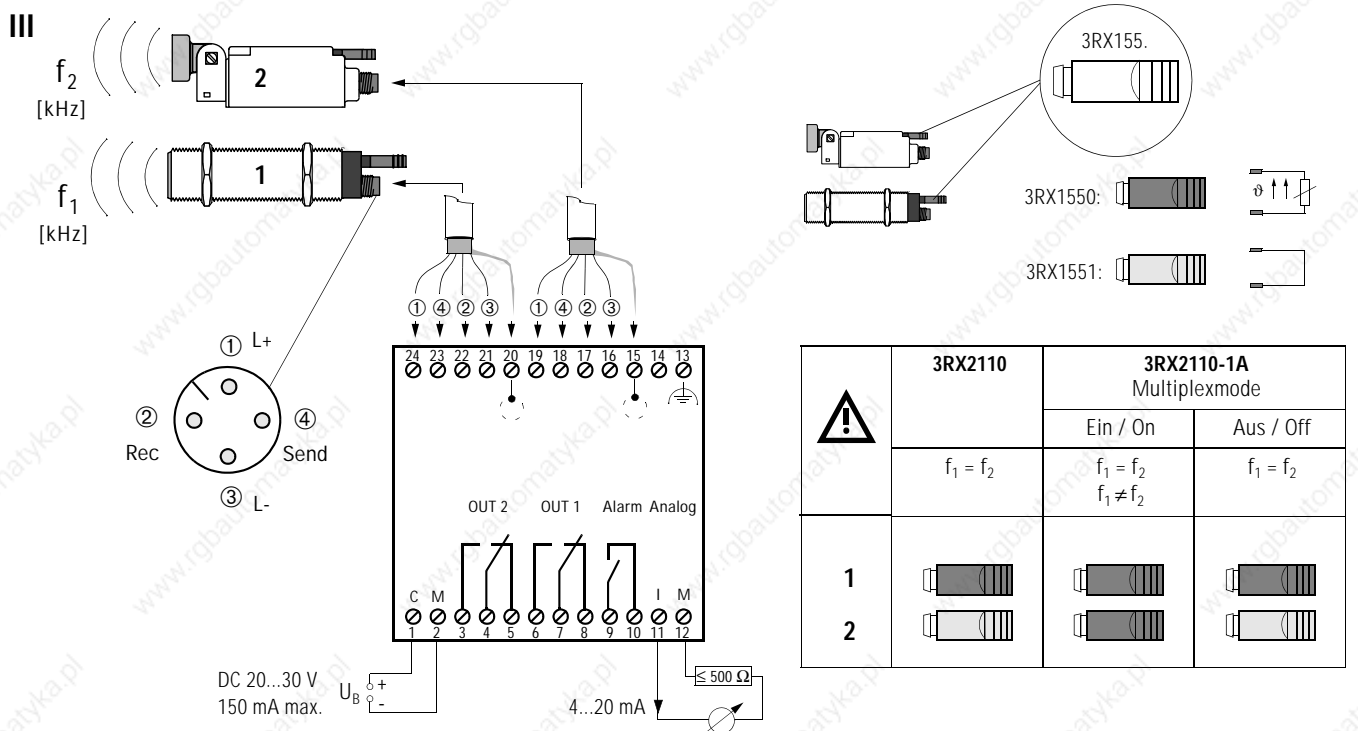 III
f2
[kHz]
2
f1
[kHz]
1
① ④ ② ③ ① ④ ② ③
① L+
② Rec
④ Send
③ L-
24 23 22 21 20 19 18 17 16 15 14 13
OUT 2 OUT 1 Alarm Analog
C M I M
1 2 3 4 5 6 7 8 9 10 11 12
DC 20...30 V
150 mA max.
UB + -
4...20 mA
≤ 500 Ω
3RX155.
3RX1550:
ϑ
3RX1551:
3RX2110 3RX2110-1A
Multiplexmode
Ein / On Aus / Off
f1 = f2 f1 = f2 f1 = f2
f1 ≠ f2
1
2
www.rgbautomatyka.pl